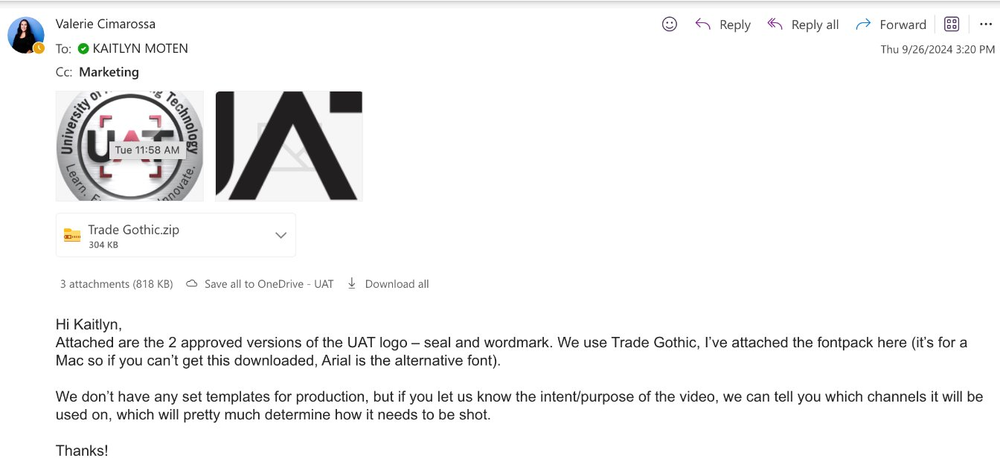 Valerie Cimarossa
Reply
Reply all
Forward
To: KAITLYN MOTEN
Thu 9/26/2024 3:20 PM
Cc: Marketing
University of Technology
UAT
Tue 11:58 AM
Learn. Innovate.
UAT
Trade Gothic.zip
304 KB
3 attachments (818 KB) Save all to OneDrive - UAT Download all
Hi Kaitlyn,
Attached are the 2 approved versions of the UAT logo – seal and wordmark. We use Trade Gothic, I’ve attached the fontpack here (it’s for a
Mac so if you can’t get this downloaded, Arial is the alternative font).
We don’t have any set templates for production, but if you let us know the intent/purpose of the video, we can tell you which channels it will be
used on, which will pretty much determine how it needs to be shot.
Thanks!